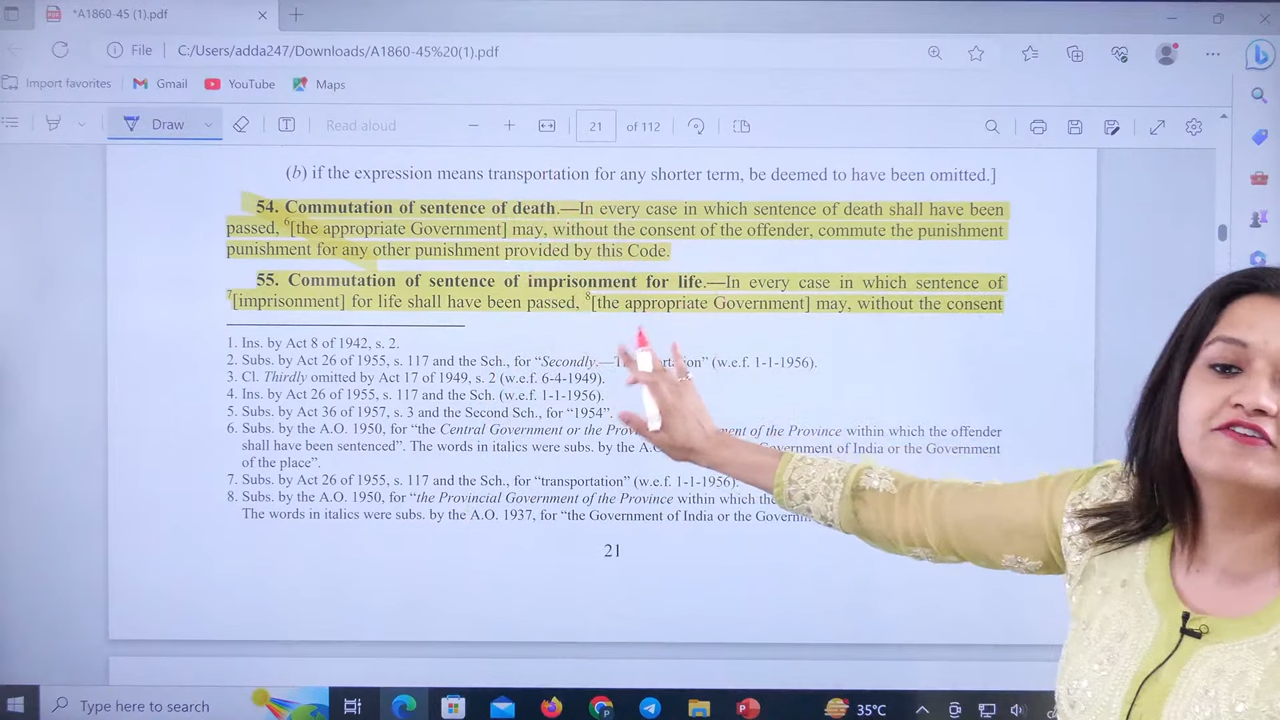 *A1860-45 (1).pdf
File
C:/Users/adda247/Downloads/A1860-45%20(1).pdf
Import favorites
Gmail
YouTube
Maps
Draw
Read aloud
21
of 112
(b) if the expression means transportation for any shorter term, be deemed to have been omitted.]
54. Commutation of sentence of death.—In every case in which sentence of death shall have been
passed, 6[the appropriate Government] may, without the consent of the offender, commute the punishment
punishment for any other punishment provided by this Code.
55. Commutation of sentence of imprisonment for life.—In every case in which sentence of
7[imprisonment] for life shall have been passed, 8[the appropriate Government] may, without the consent
1. Ins. by Act 8 of 1942, s. 2.
2. Subs. by Act 26 of 1955, s. 117 and the Sch., for “Secondly.— (w.e.f. 1-1-1956).
3. Cl. Thirdly omitted by Act 17 of 1949, s. 2 (w.e.f. 6-4-1949).
4. Ins. by Act 26 of 1955, s. 117 and the Sch. (w.e.f. 1-1-1956).
5. Subs. by Act 36 of 1957, s. 3 and the Second Sch., for “1954”.
6. Subs. by the A.O. 1950, for “the Central Government or the of the Province within which the offender
shall have been sentenced”. The words in italics were subs. by the of India or the Government
of the place”.
7. Subs. by Act 26 of 1955, s. 117 and the Sch., for “transportation” (w.e.f. 1-1-1956).
8. Subs. by the A.O. 1950, for “the Provincial Government of the Province within which the
The words in italics were subs. by the A.O. 1937, for “the Government of India or the
21
Type here to search
35°C